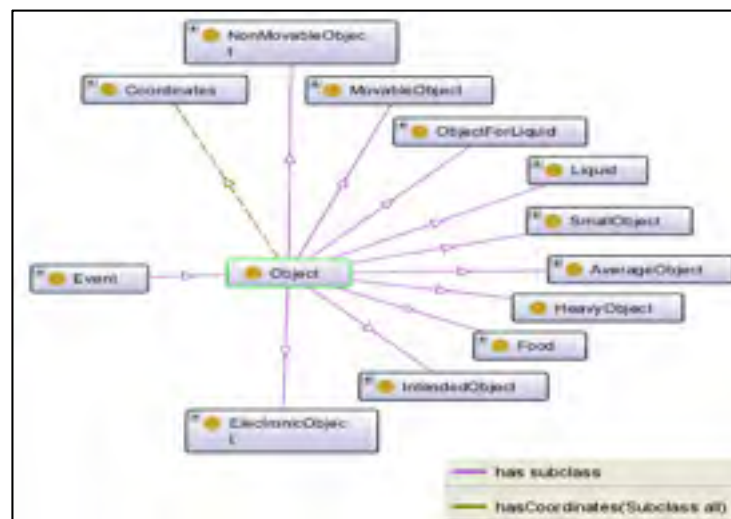 NonMovableObjec
t
Coordinates
MovableObject
ObjectForLiquid
Liquid
SmallObject
Event
Object
AverageObject
HeavyObject
Food
IntendedObject
ElectronicObjec
t
has subclass
hasCoordinates(Subclass all)